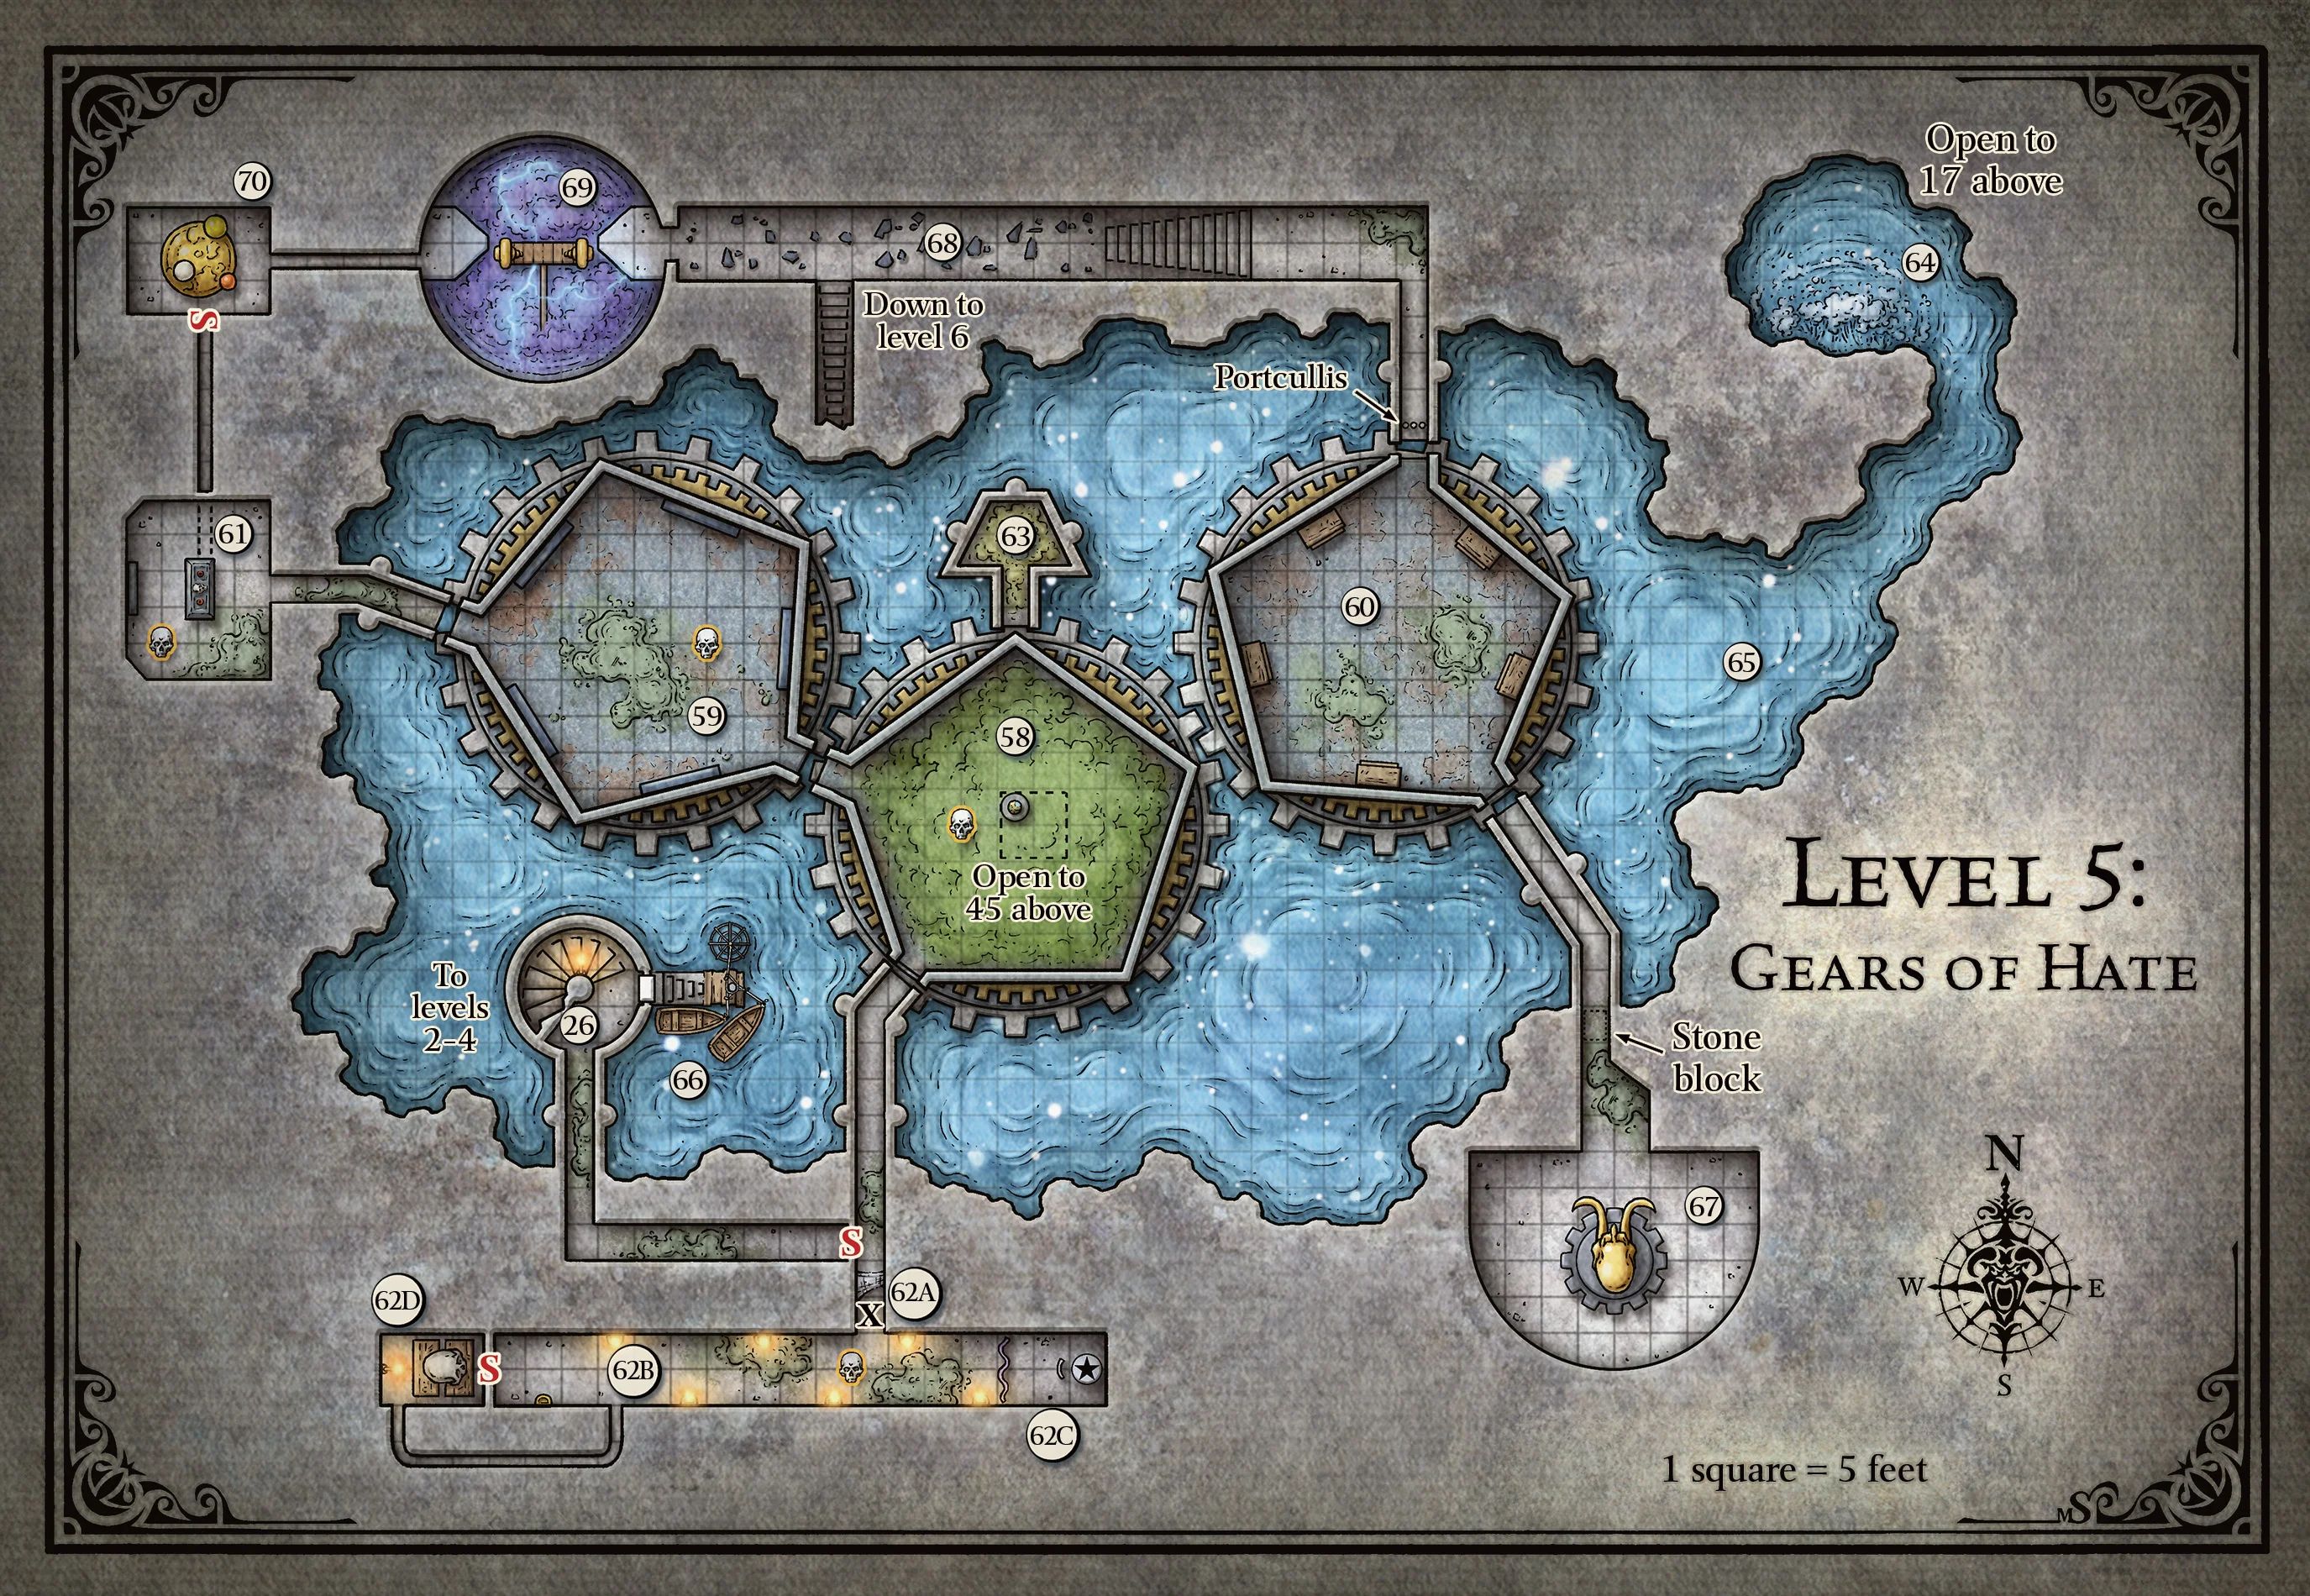 Open to
17 above
70
69
68
64
Down to
level 6
Portcullis
S
61
63
60
65
59
58
Open to
45 above
LEVEL 5:
GEARS OF HATE
To
levels
2-4
26
66
Stone
block
N
W
E
S
67
S
62D
62A
X
S
62B
62C
1 square = 5 feet
MS